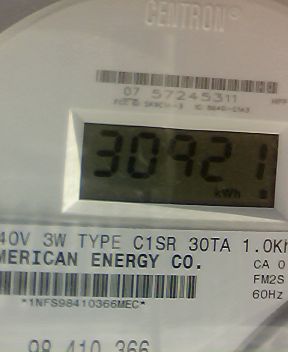 CENTRON®
07 57245311
30921
kWh
40V 3W TYPE C1SR 30TA 1.0Kh
MERICAN ENERGY CO.
CA 0
FM2S
60Hz
*1NFS98410366MEC*
98 410 366